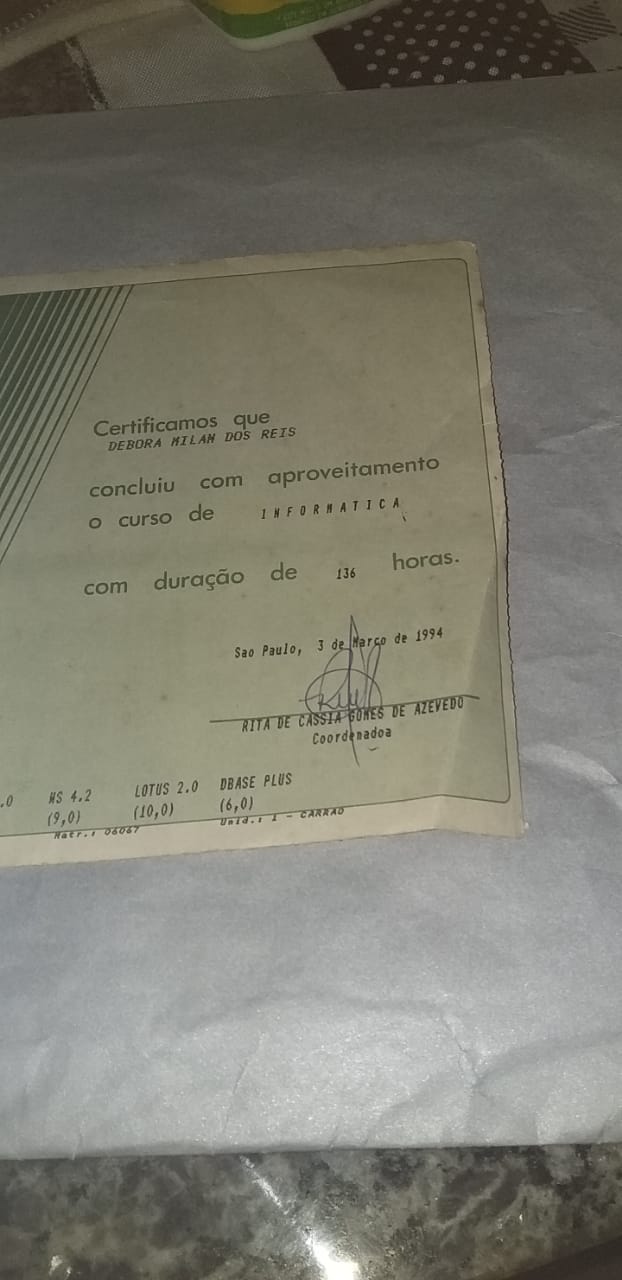 Certificamos que
DEBORA MILAN DOS REIS
concluiu com aproveitamento
o curso de INFORMATICA
com duração de 136 horas.
Sao Paulo, 3 de Março de 1994
RITA DE CASSIA GOMES DE AZEVEDO
Coordenadoa
.0 WS 4.2 LOTUS 2.0 DBASE PLUS
(9,0) (10,0) (6,0)
Matr.: 06067 Unid.: 1 - CARRAO